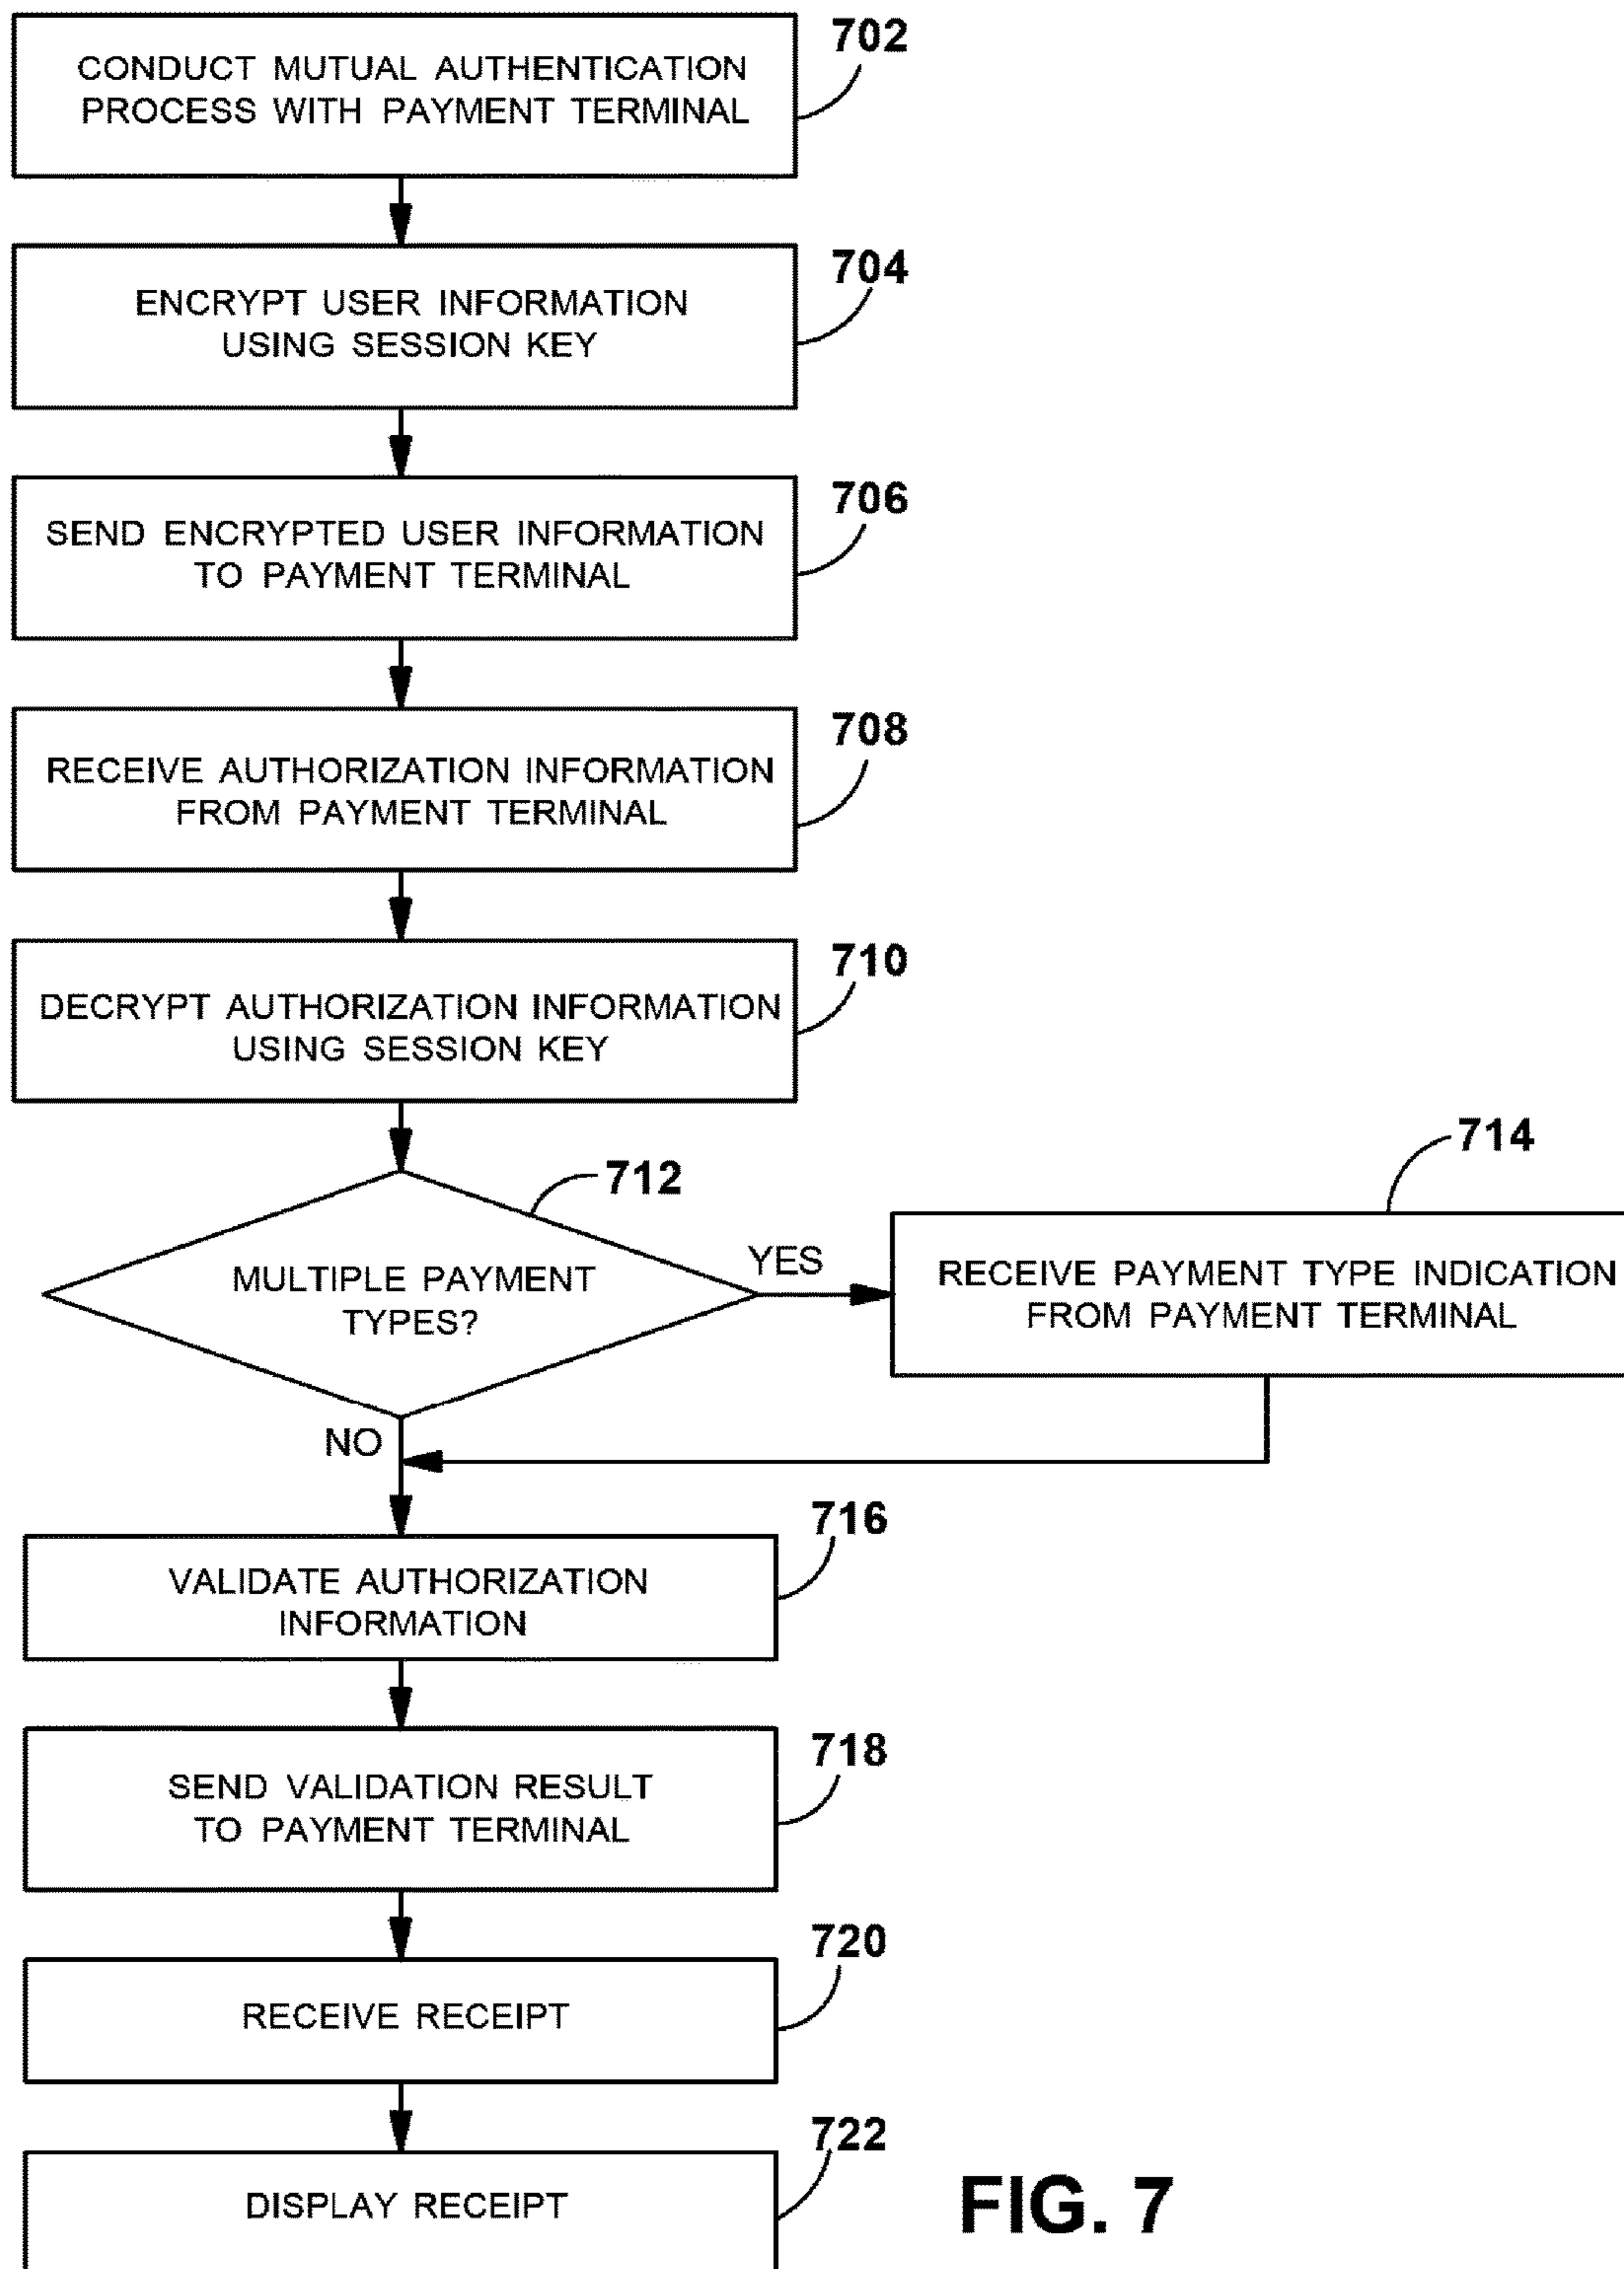 702
CONDUCT MUTUAL AUTHENTICATION
PROCESS WITH PAYMENT TERMINAL
704
ENCRYPT USER INFORMATION
USING SESSION KEY
706
SEND ENCRYPTED USER INFORMATION
TO PAYMENT TERMINAL
708
RECEIVE AUTHORIZATION INFORMATION
FROM PAYMENT TERMINAL
710
DECRYPT AUTHORIZATION INFORMATION
USING SESSION KEY
712
MULTIPLE PAYMENT
TYPES?
YES
714
RECEIVE PAYMENT TYPE INDICATION
FROM PAYMENT TERMINAL
NO
716
VALIDATE AUTHORIZATION
INFORMATION
718
SEND VALIDATION RESULT
TO PAYMENT TERMINAL
720
RECEIVE RECEIPT
722
DISPLAY RECEIPT
FIG. 7